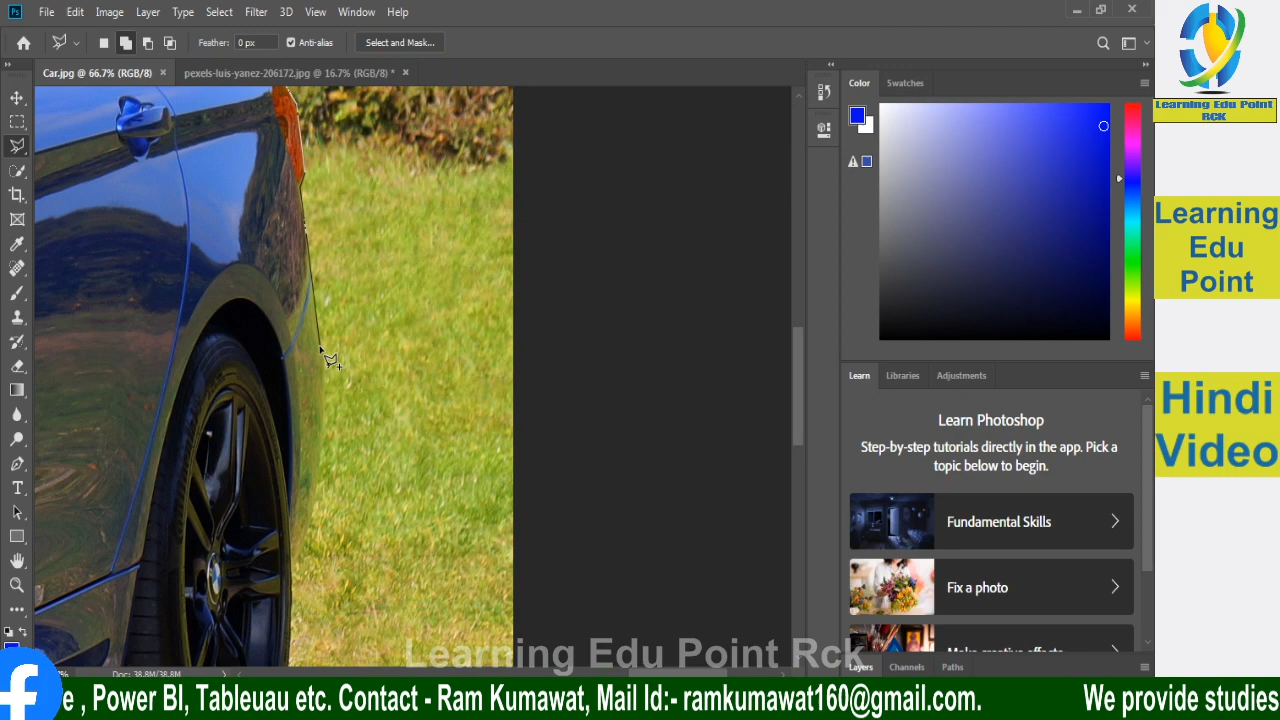 Ps File Edit Image Layer Type Select Filter 3D View Window Help
Feather: 0 px Anti-alias Select and Mask...
Car.jpg @ 66.7% (RGB/8) × pexels-luis-yanez-206172.jpg @ 16.7% (RGB/8) * ×
Color Swatches
Learn Libraries Adjustments
Learn Photoshop
Step-by-step tutorials directly in the app. Pick a
topic below to begin.
Fundamental Skills
Fix a photo
Layers Channels Paths
Doc: 38.8M/38.8M
Learning Edu Point
RCK
Learning
Edu
Point
Hindi
Video
Learning Edu Point Rck
, Power BI, Tableuau etc. Contact - Ram Kumawat, Mail Id:- ramkumawat160@gmail.com. We provide studies